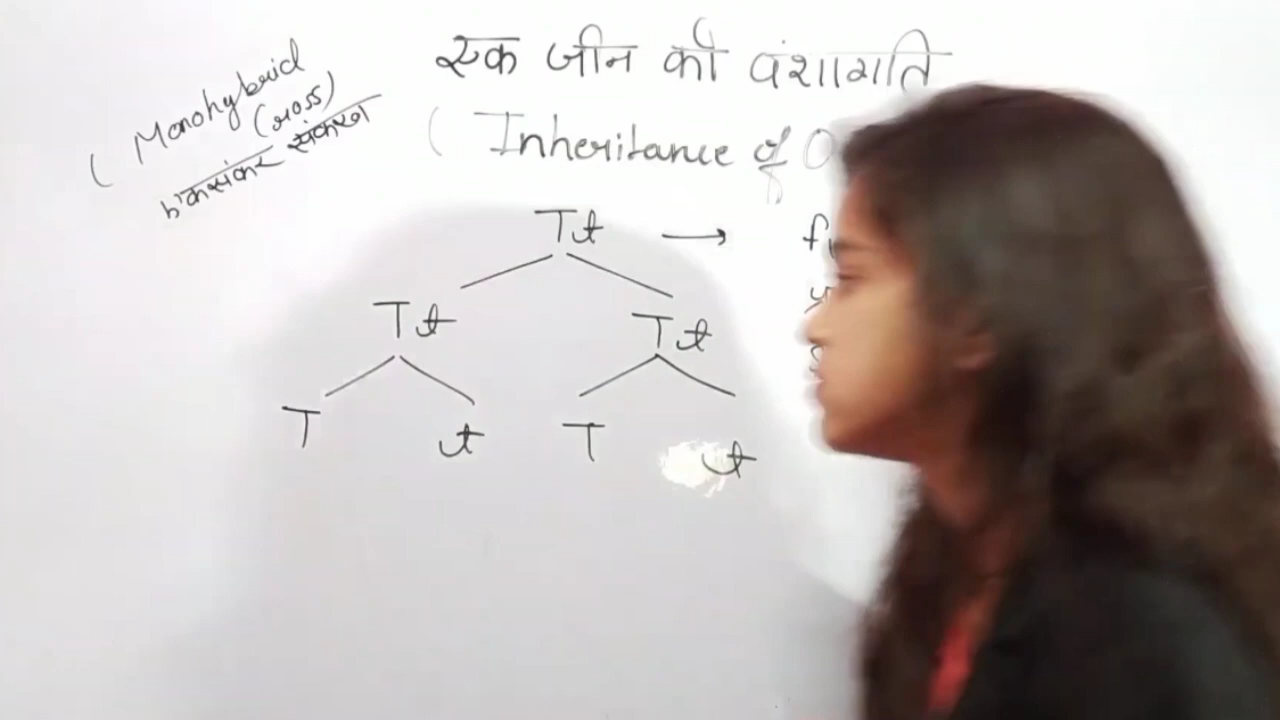 एक जीन की वंशागति
( Inheritance of O
( Monohybrid
(cross)
संकरण
Tt →
Tt Tt
T t T t